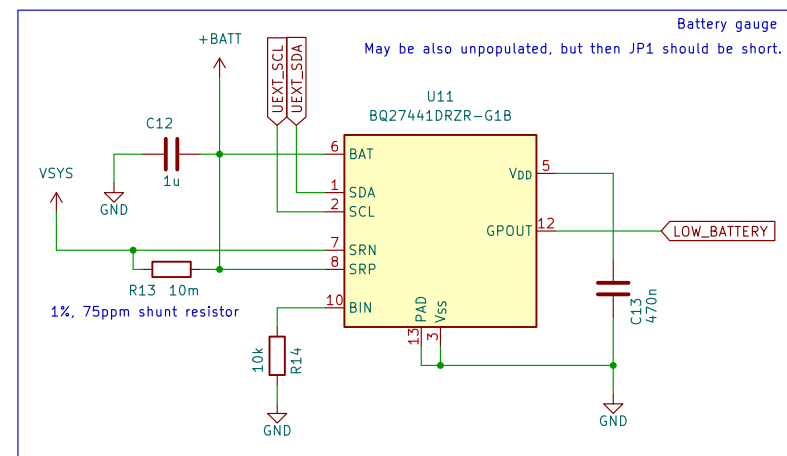 Battery gauge
May be also unpopulated, but then JP1 should be short.
+BATT
UEXT_SCL
UEXT_SDA
U11
BQ27441DRZR-G1B
C12
1u
GND
VSYS
6
BAT
1
SDA
2
SCL
7
SRN
8
SRP
10
BIN
VDD
5
GPOUT
12
LOW_BATTERY
R13 10m
1%, 75ppm shunt resistor
PAD
13
VSS
3
C13
470n
10k
R14
GND
GND